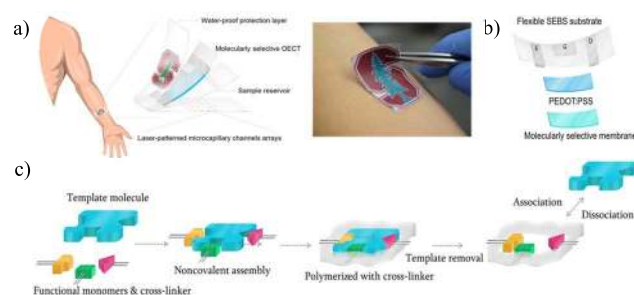 a)
Water-proof protection layer
Molecularly selective OECT
Sample reservoir
Laser-patterned microcapillary channels arrays
b)
Flexible SEBS substrate
S G D
PEDOT:PSS
Molecularly selective membrane
c)
Template molecule
Functional monomers & cross-linker
Noncovalent assembly
Polymerized with cross-linker
Template removal
Association
Dissociation